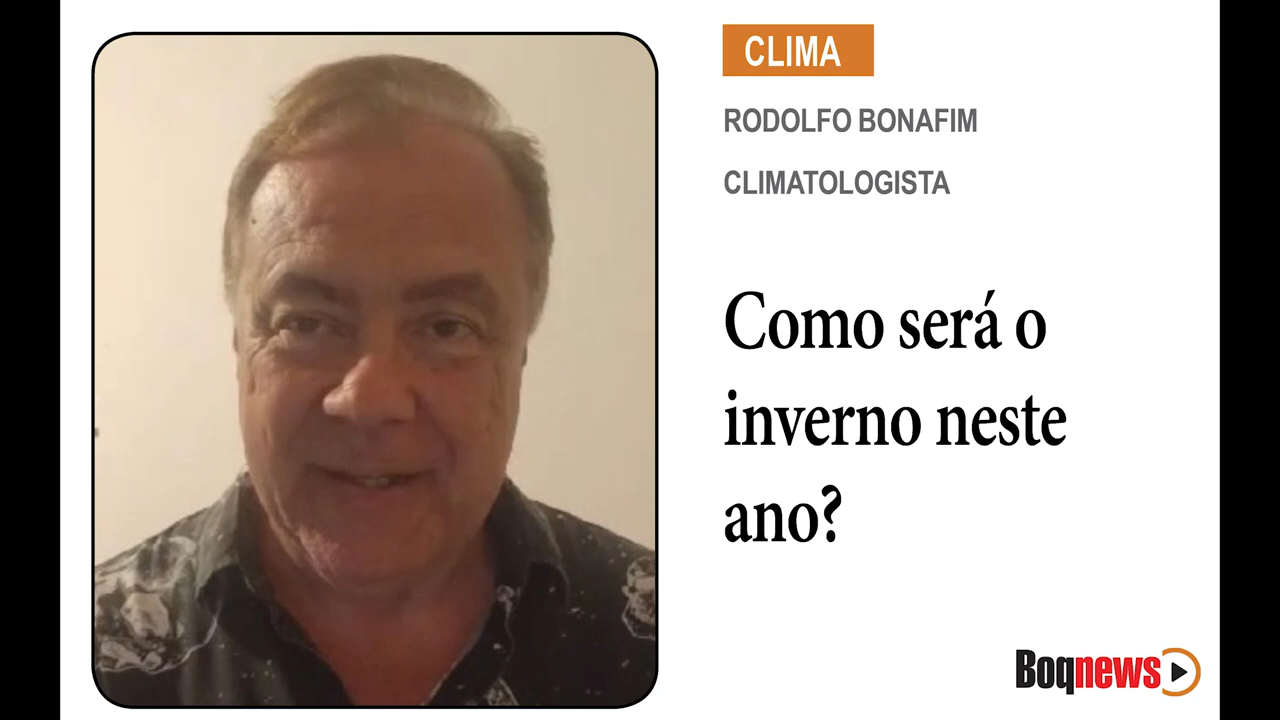 CLIMA
RODOLFO BONAFIM
CLIMATOLOGISTA
Como será o
inverno neste
ano?
Boqnews